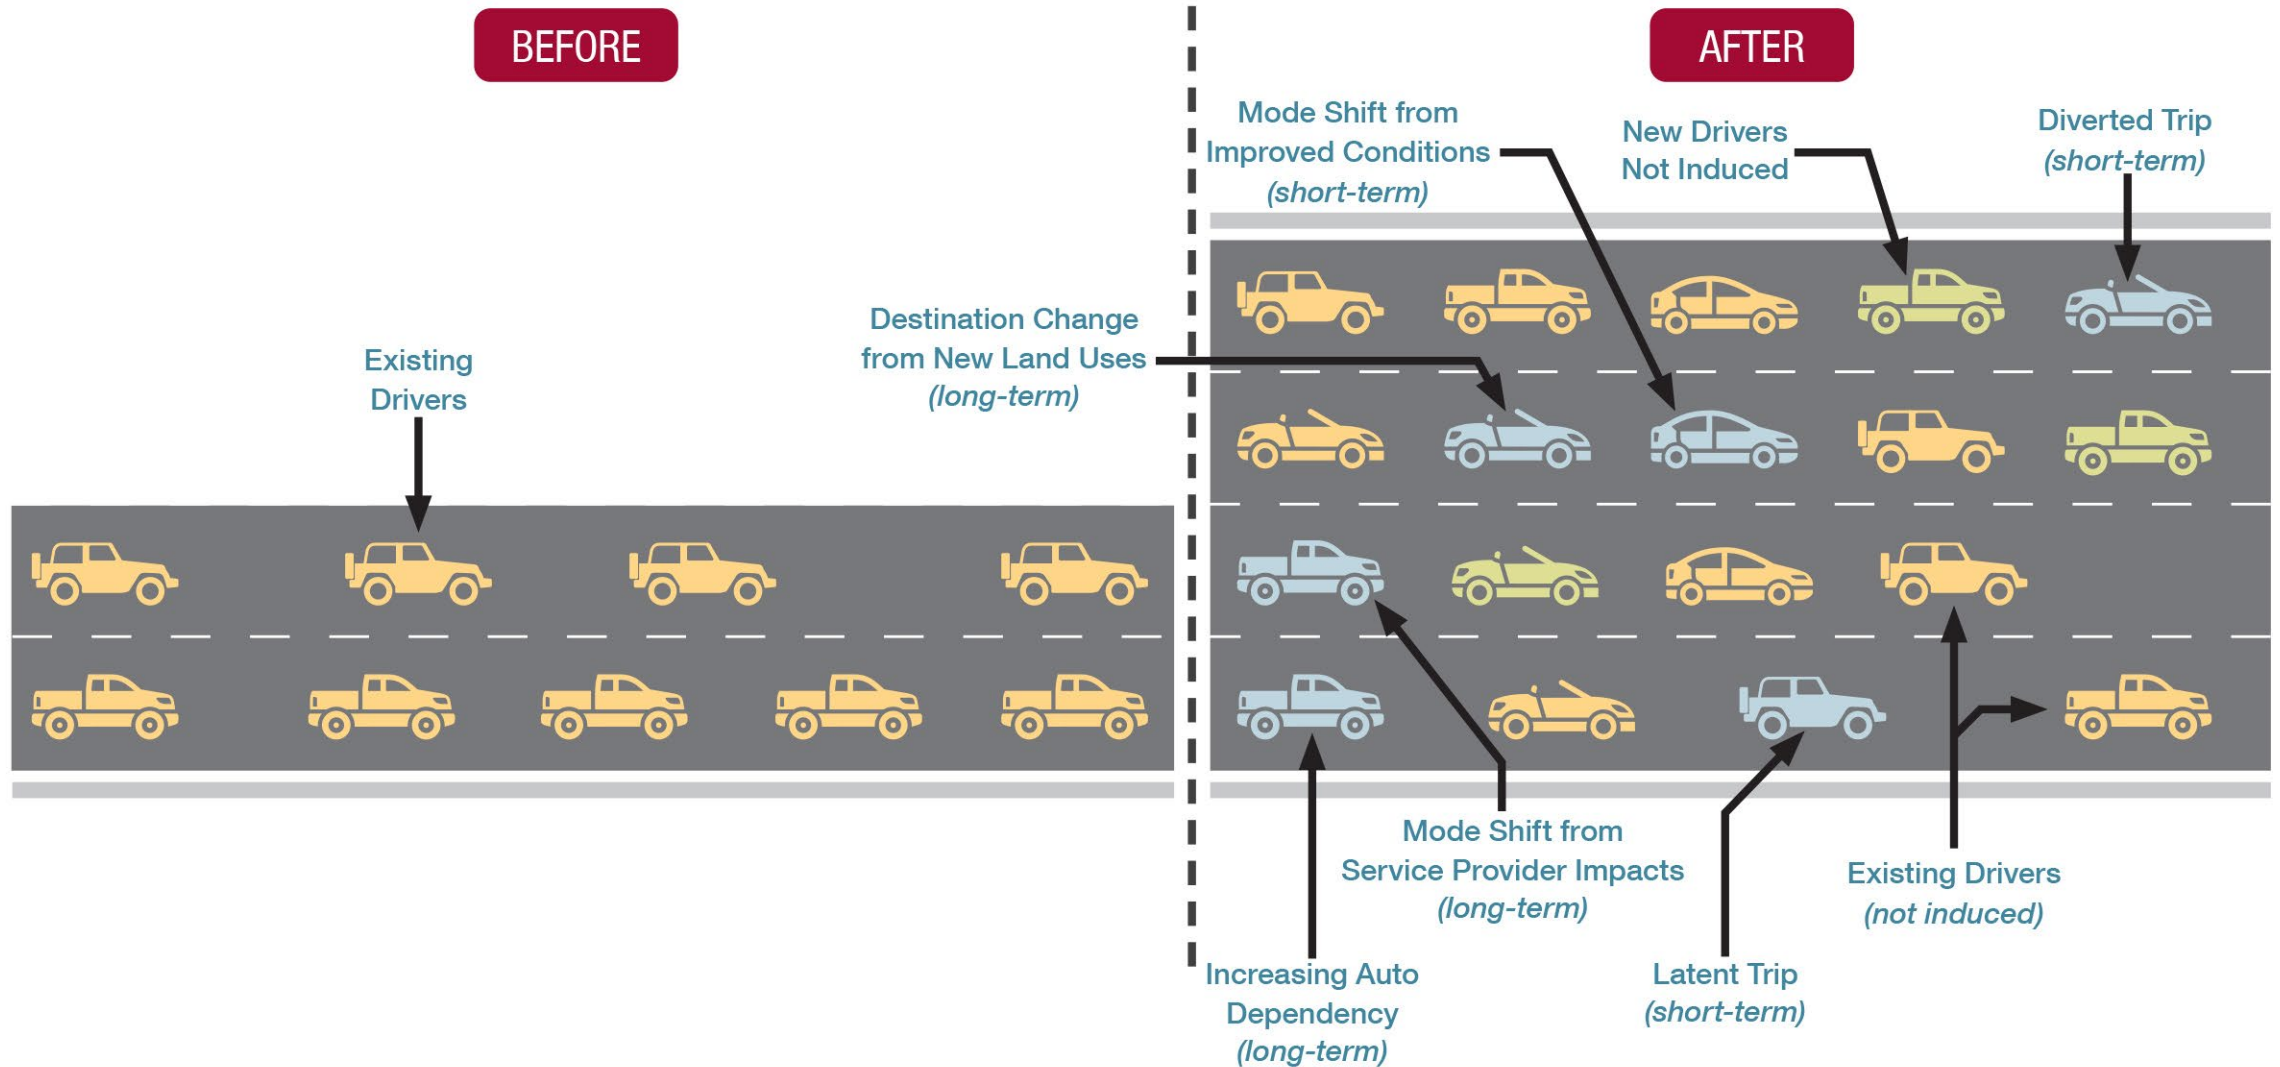 BEFORE
AFTER
Existing
Drivers
Destination Change
from New Land Uses
(long-term)
Mode Shift from
Improved Conditions
(short-term)
New Drivers
Not Induced
Diverted Trip
(short-term)
Increasing Auto
Dependency
(long-term)
Mode Shift from
Service Provider Impacts
(long-term)
Latent Trip
(short-term)
Existing Drivers
(not induced)